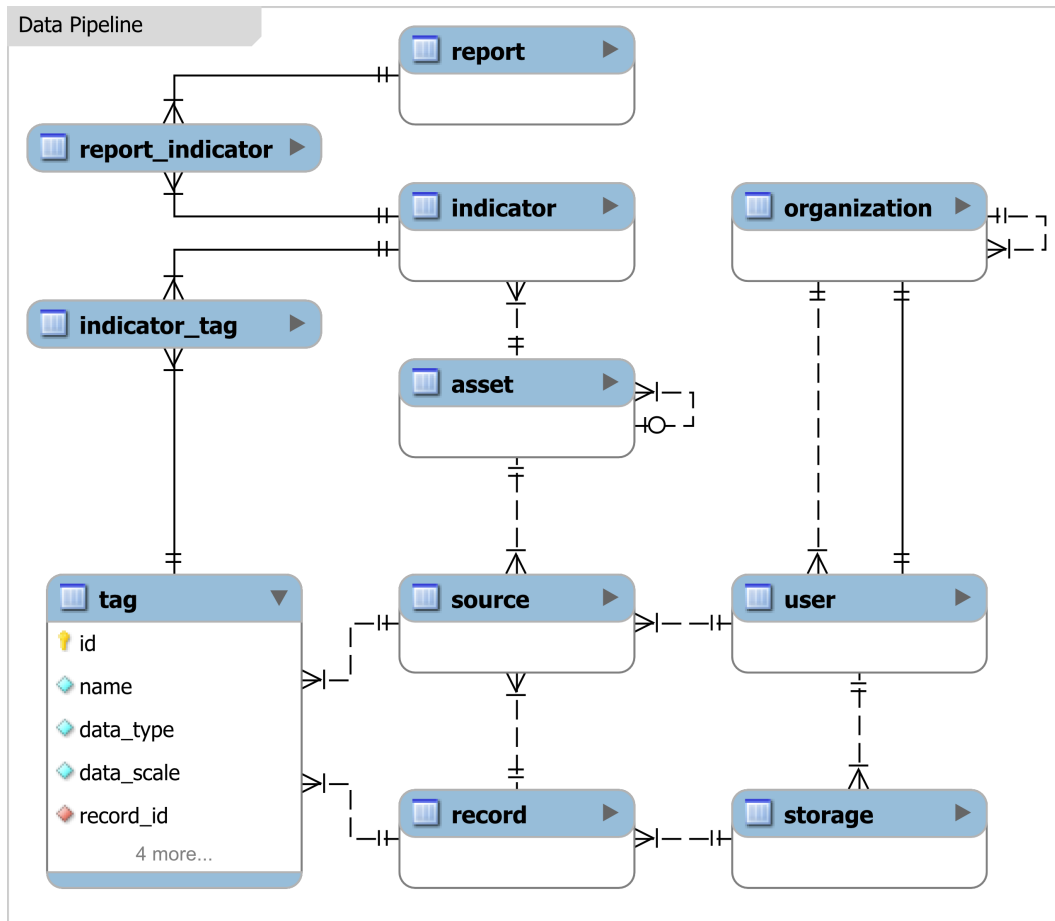 Data Pipeline
report
report_indicator
indicator
organization
indicator_tag
asset
tag
source
user
id
name
data_type
data_scale
record_id
4 more...
record
storage